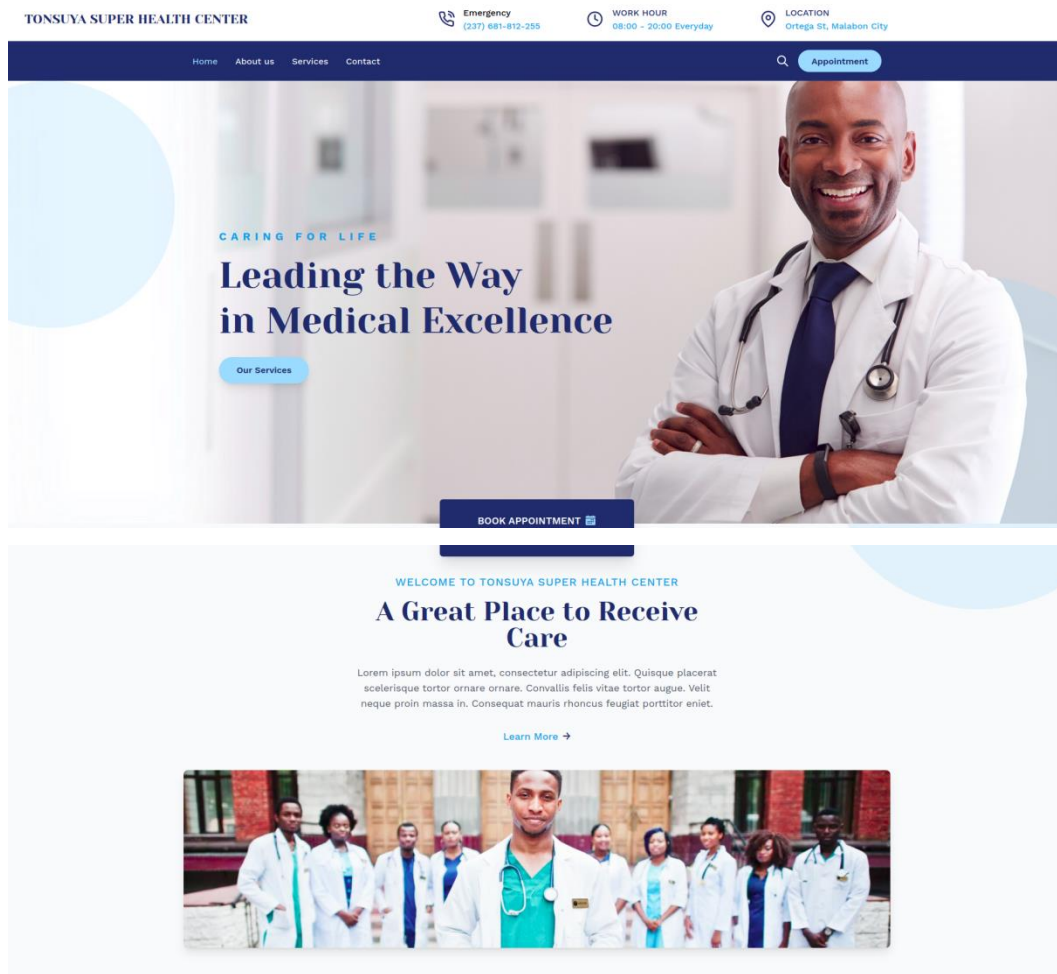 TONSUYA SUPER HEALTH CENTER
Emergency
(237) 681-812-255
WORK HOUR
08:00 - 20:00 Everyday
LOCATION
Ortega St, Malabon City
Home About us Services Contact
Appointment
CARING FOR LIFE
Leading the Way
in Medical Excellence
Our Services
BOOK APPOINTMENT
WELCOME TO TONSUYA SUPER HEALTH CENTER
A Great Place to Receive
Care
Lorem ipsum dolor sit amet, consectetur adipiscing elit. Quisque placerat
scelerisque tortor ornare ornare. Convallis felis vitae tortor augue. Velit
neque proin massa in. Consequat mauris rhoncus feugiat porttitor eniet.
Learn More →